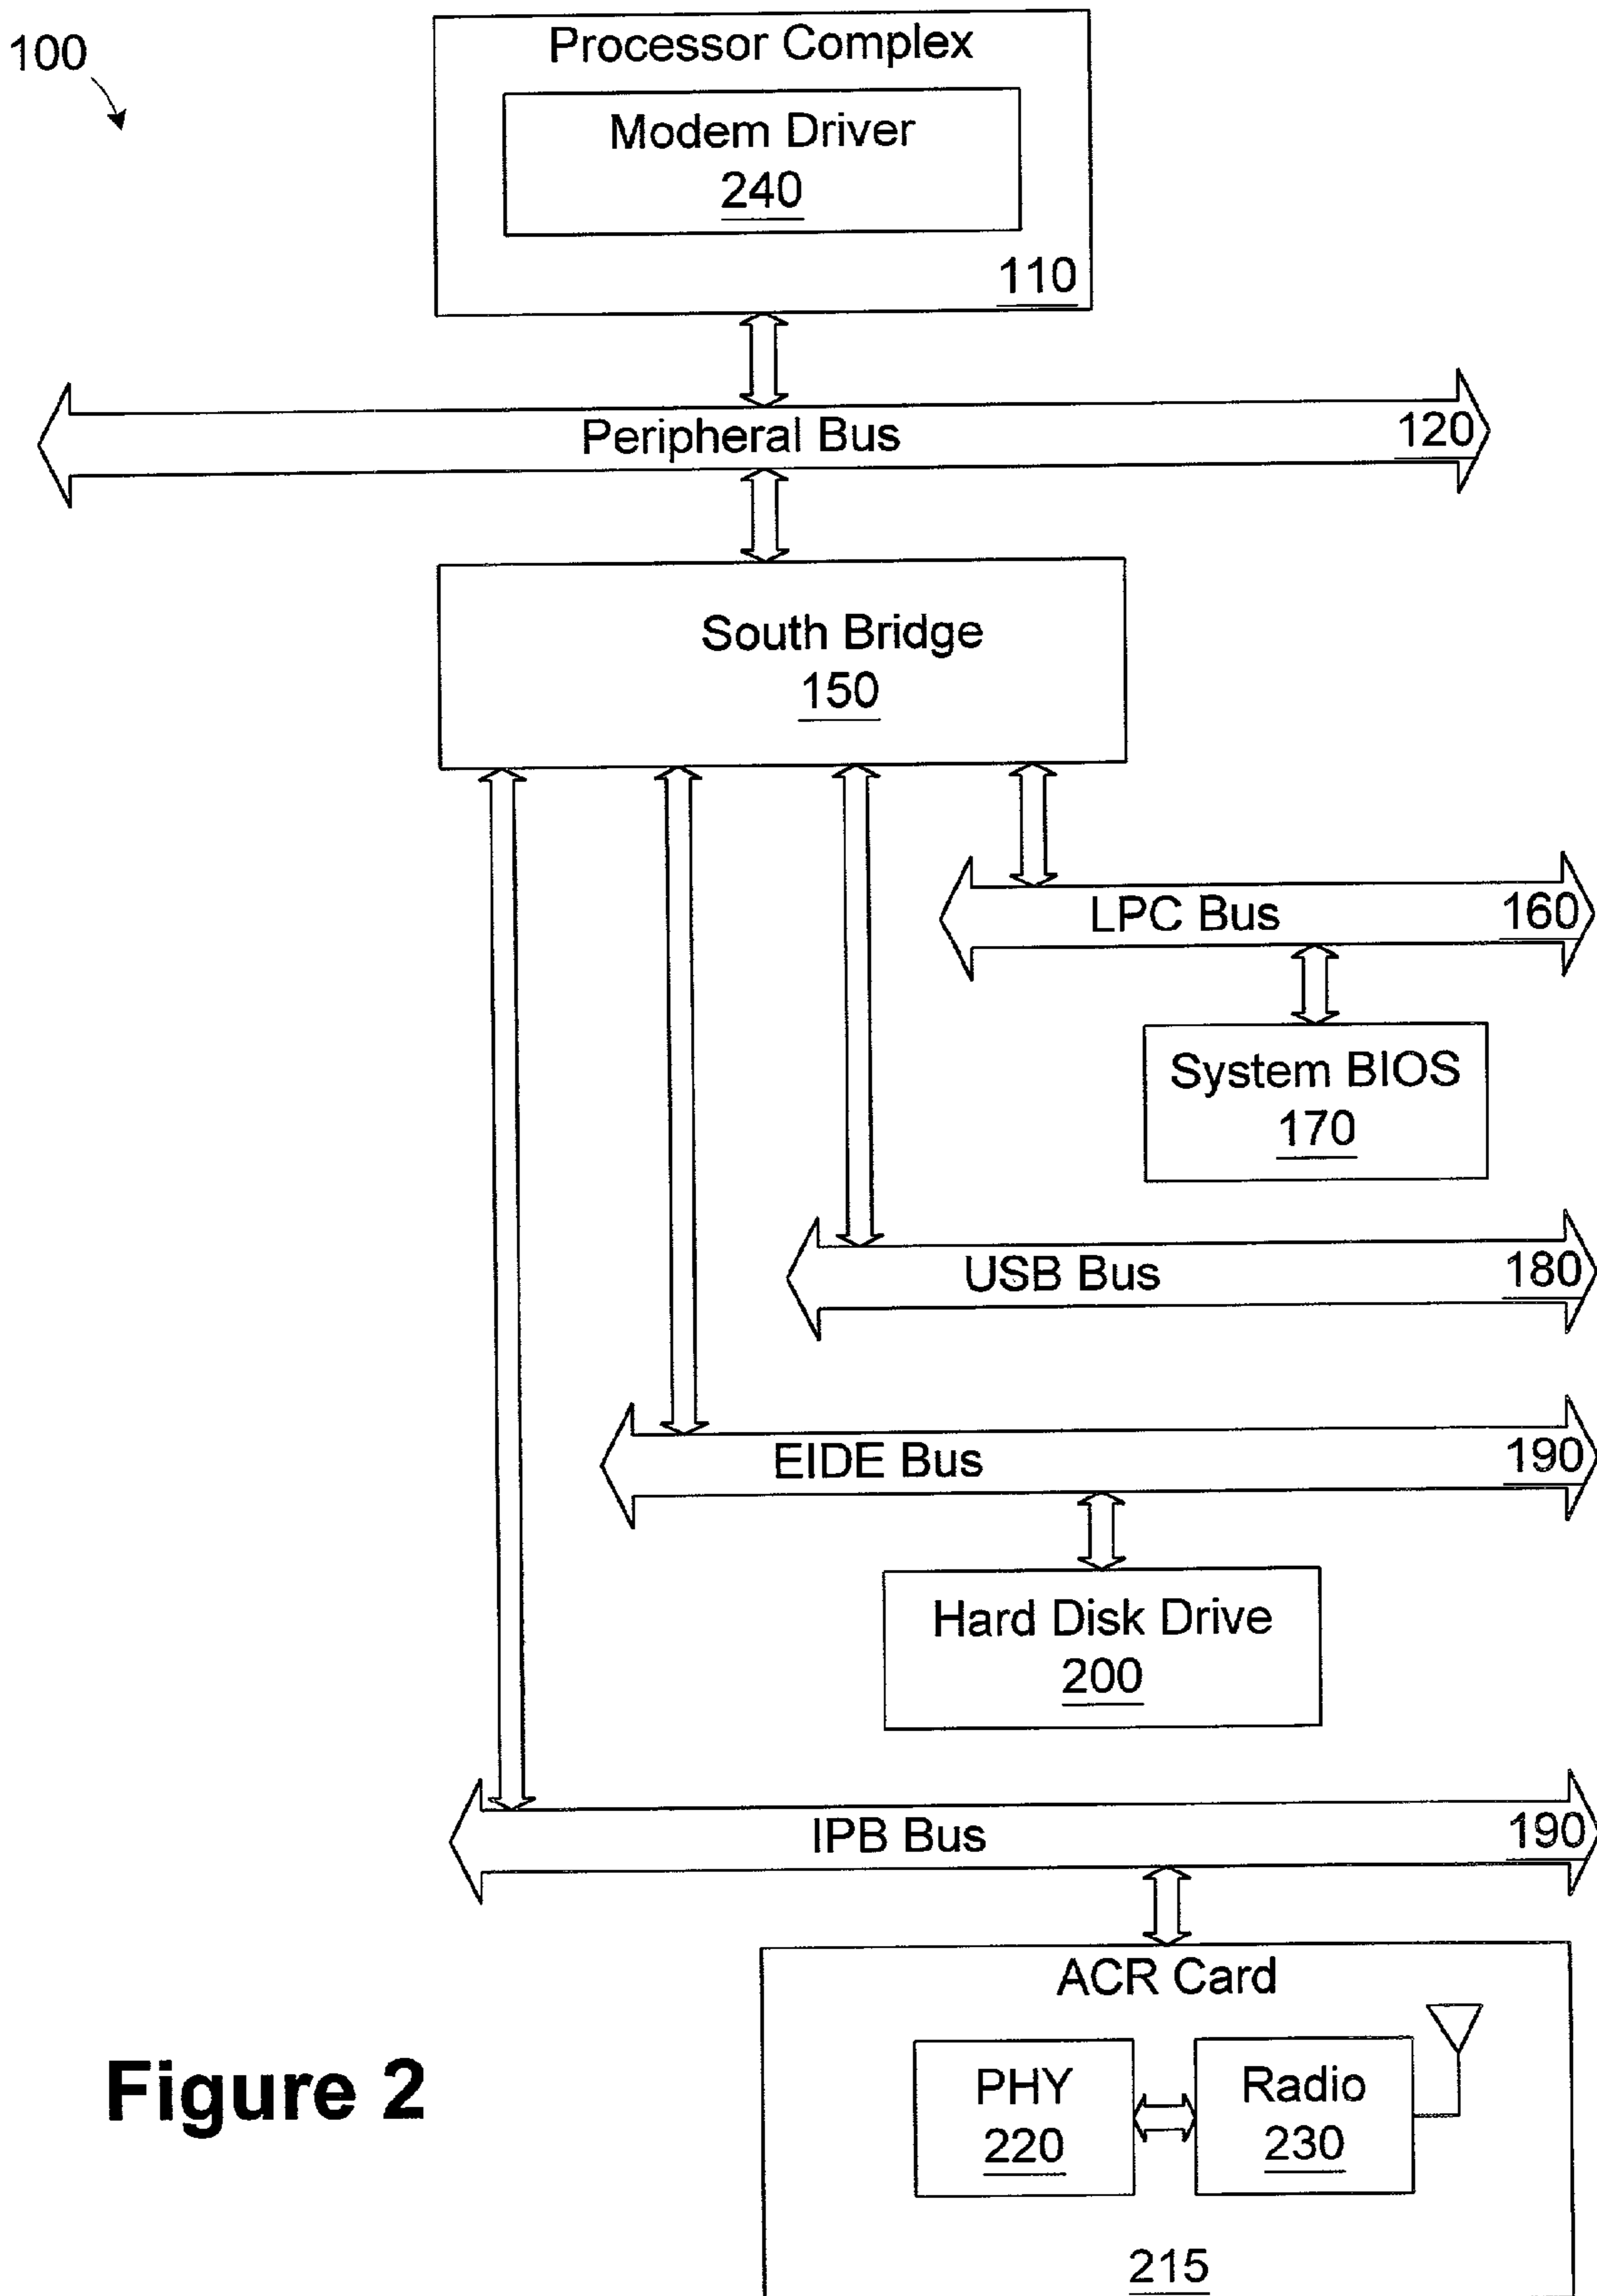 100
Processor Complex
Modem Driver
240
110
Peripheral Bus
120
South Bridge
150
LPC Bus
160
System BIOS
170
USB Bus
180
EIDE Bus
190
Hard Disk Drive
200
IPB Bus
190
ACR Card
PHY
220
Radio
230
215
Figure 2